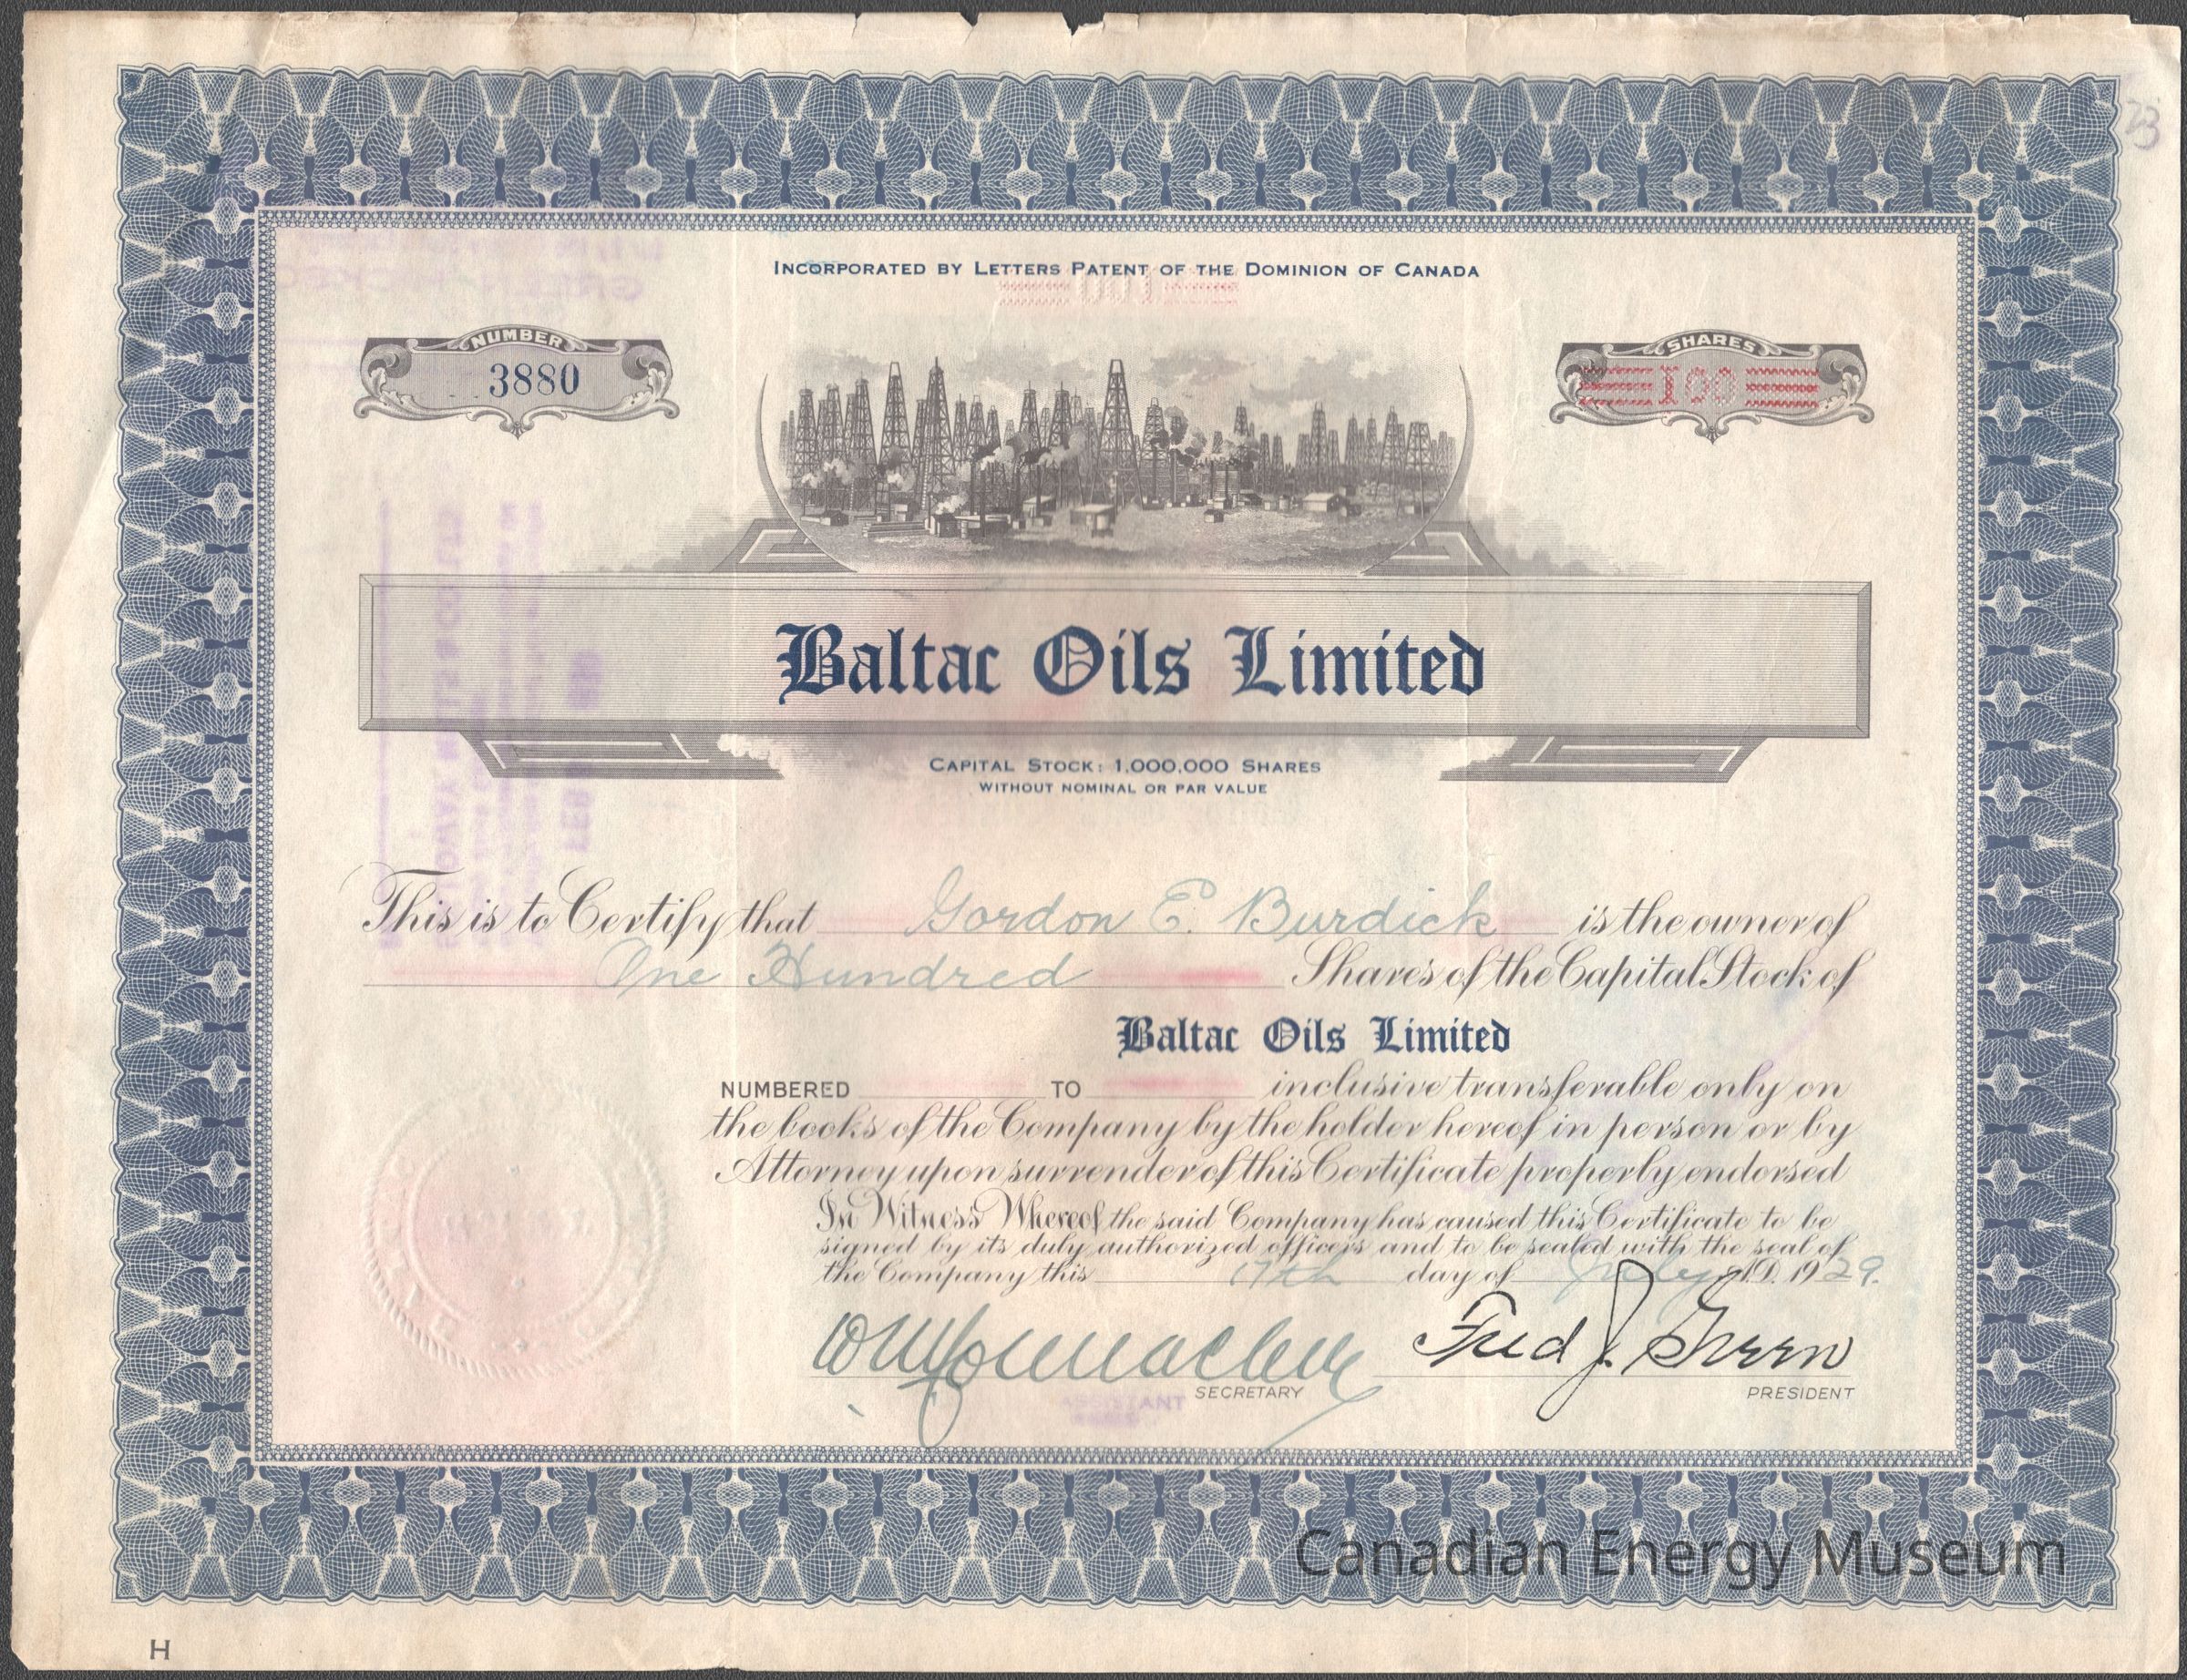 23
INCORPORATED BY LETTERS PATENT OF THE DOMINION OF CANADA
NUMBER
3880
SHARES
100
Baltac Oils Limited
CAPITAL STOCK: 1,000,000 SHARES
WITHOUT NOMINAL OR PAR VALUE
This is to Certify that Gordon E. Burdick is the owner of
One Hundred Shares of the Capital Stock of
Baltac Oils Limited
NUMBERED TO inclusive transferable only on
the books of the Company by the holder hereof in person or by
Attorney upon surrender of this Certificate properly endorsed
In Witness Whereof the said Company has caused this Certificate to be
signed by its duly authorized officers and to be sealed with the seal of
the Company this 17th day of July A.D. 1929.
Fred J. Green
ASSISTANT SECRETARY
PRESIDENT
Canadian Energy Museum
H